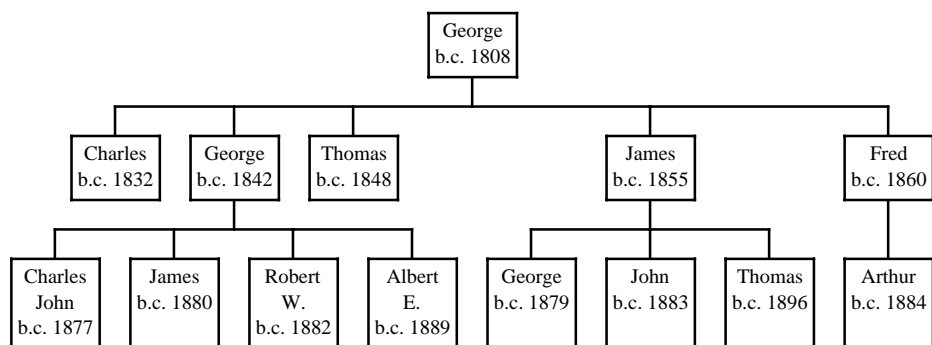 George
b.c. 1808
Charles
b.c. 1832
George
b.c. 1842
Thomas
b.c. 1848
James
b.c. 1855
Fred
b.c. 1860
Charles
John
b.c. 1877
James
b.c. 1880
Robert
W.
b.c. 1882
Albert
E.
b.c. 1889
George
b.c. 1879
John
b.c. 1883
Thomas
b.c. 1896
Arthur
b.c. 1884